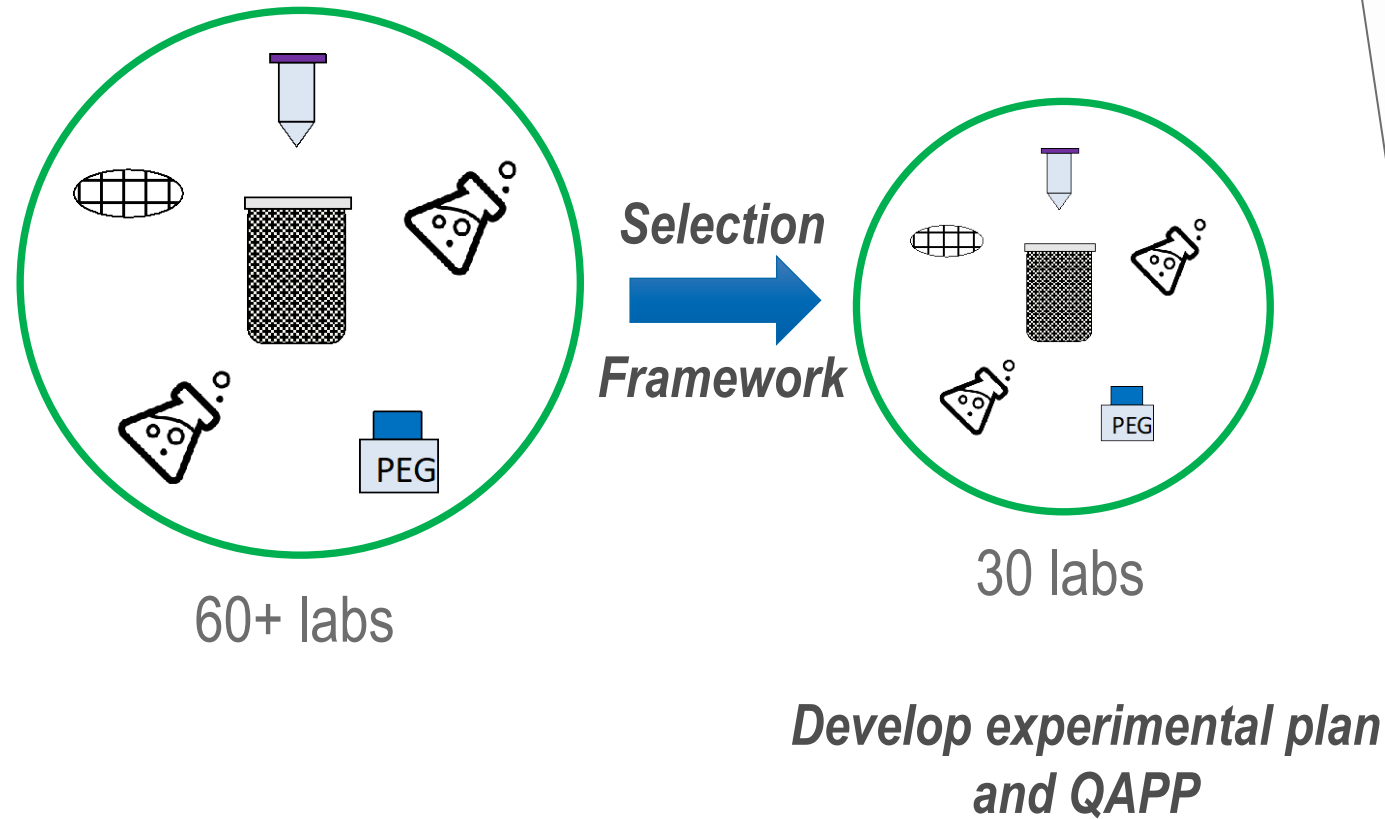 Selection
Framework
PEG
PEG
60+ labs
30 labs
Develop experimental plan
and QAPP